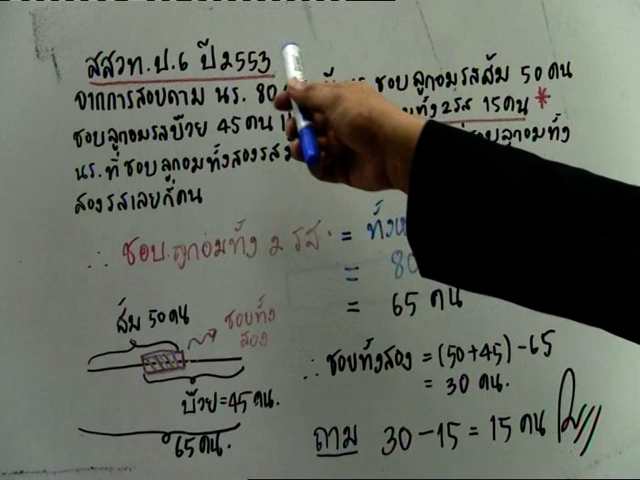 สสวท.ป.6 ปี 2553
จากการสอบถาม นร. 80 ชอบลูกอมรสส้ม 50 คน
ชอบลูกอมรสบ๊วย 45 คน ทั้ง 2 รส 15 คน *
นร.ที่ชอบลูกอมทั้งสองรส ชอบลูกอมทั้ง
สองรสเลยกี่คน
∴ ชอบลูกอมทั้ง 2 รส =
= 80
= 65 คน
ส้ม 50 คน
ชอบทั้ง
สอง
บ๊วย = 45 คน.
65 คน.
∴ ชอบทั้งสอง = (50+45) - 65
= 30 คน.
ถาม 30 - 15 = 15 คน